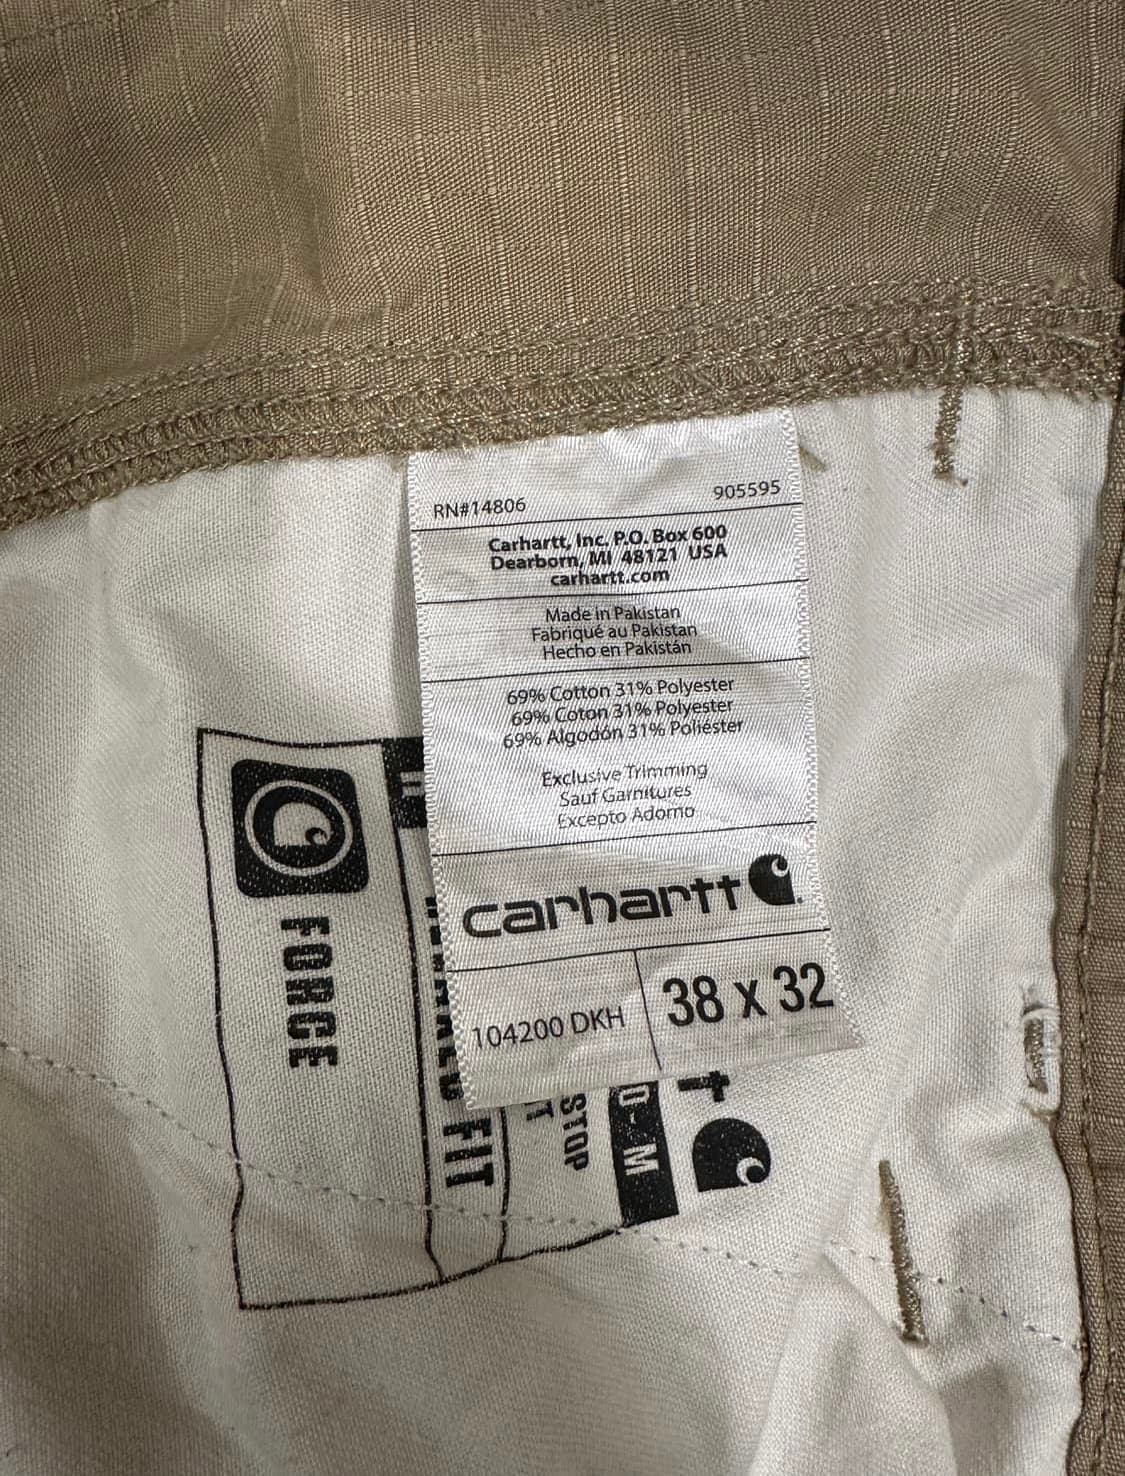 RN#14806 905595
Carhartt, Inc. P.O. Box 600
Dearborn, MI 48121 USA
carhartt.com
Made in Pakistan
Fabriqué au Pakistan
Hecho en Pakistán
69% Cotton 31% Polyester
69% Coton 31% Polyester
69% Algodón 31% Poliéster
Exclusive Trimming
Sauf Garnitures
Excepto Adorno
carhartt
104200 DKH 38 x 32
FORCE
FIT
STOP